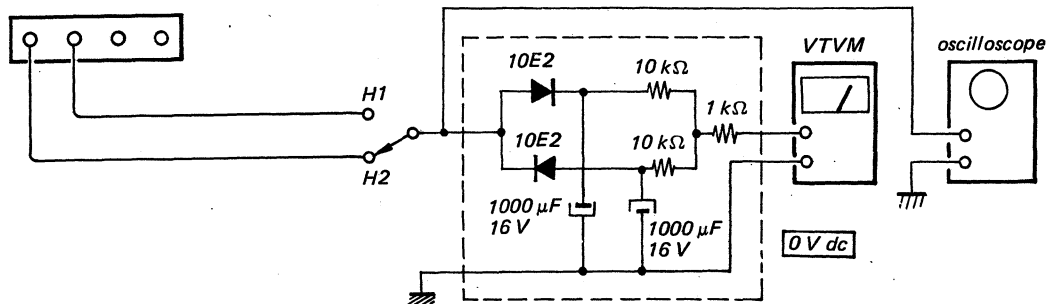 VTVM
oscilloscope
10E2
10 kΩ
H1
1 kΩ
10E2
10 kΩ
H2
1000 μF
16 V
1000 μF
16 V
0 V dc